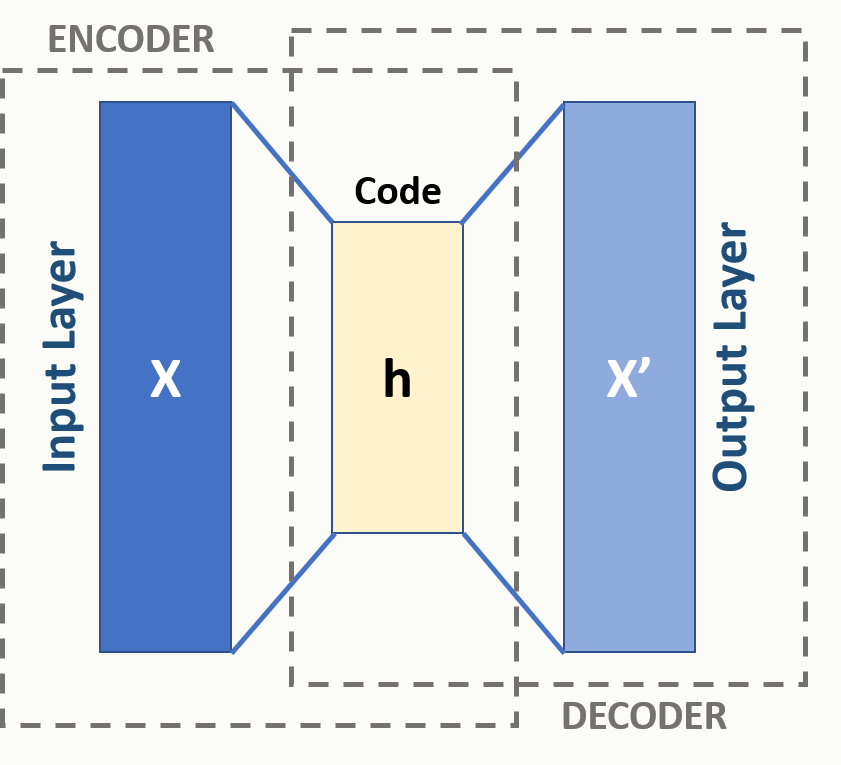 ENCODER
Code
Input Layer
X
h
X’
Output Layer
DECODER